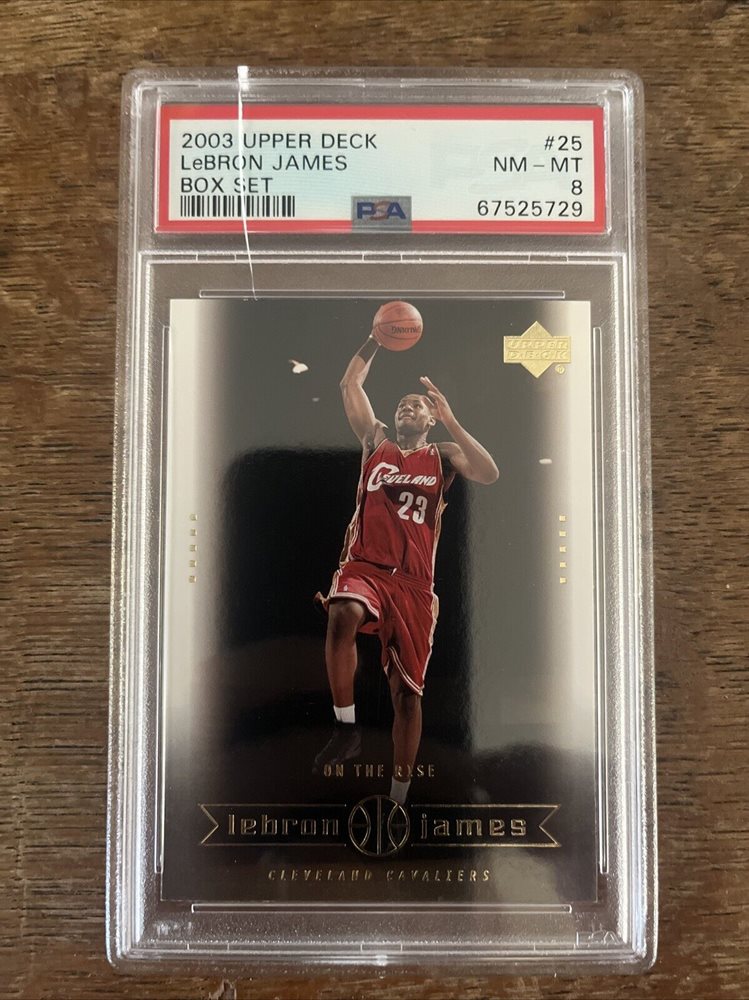 2003 UPPER DECK #25
LeBRON JAMES NM – MT
BOX SET 8
PSA 67525729
SPALDING
UPPER
DECK
CLEVELAND
23
ON THE RISE
lebron james
CLEVELAND CAVALIERS